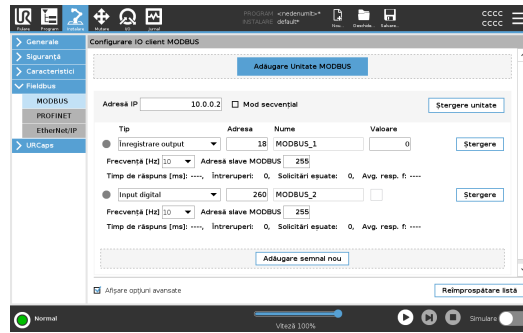 PROGRAM <nedenumit>*
INSTALARE default*
CCCC
CCCC
Rulare Program Instalare Mutare I/O Jurnal Nou... Deschide... Salvare...
Generale
Siguranță
Caracteristici
Fieldbus
MODBUS
PROFINET
EtherNet/IP
URCaps
Configurare IO client MODBUS
Adăugare Unitate MODBUS
Adresă IP 10.0.0.2 Mod secvențial Ștergere unitate
Tip Adresa Nume Valoare
Înregistrare output 18 MODBUS_1 0 Ștergere
Frecvență [Hz] 10 Adresă slave MODBUS 255
Timp de răspuns [ms]: ----, Întreruperi: 0, Solicitări eșuate: 0, Avg. resp. f: ----
Input digital 260 MODBUS_2 Ștergere
Frecvență [Hz] 10 Adresă slave MODBUS 255
Timp de răspuns [ms]: ----, Întreruperi: 0, Solicitări eșuate: 0, Avg. resp. f: ----
Adăugare semnal nou
Afișare opțiuni avansate Reîmprospătare listă
Normal Viteză 100% Simulare